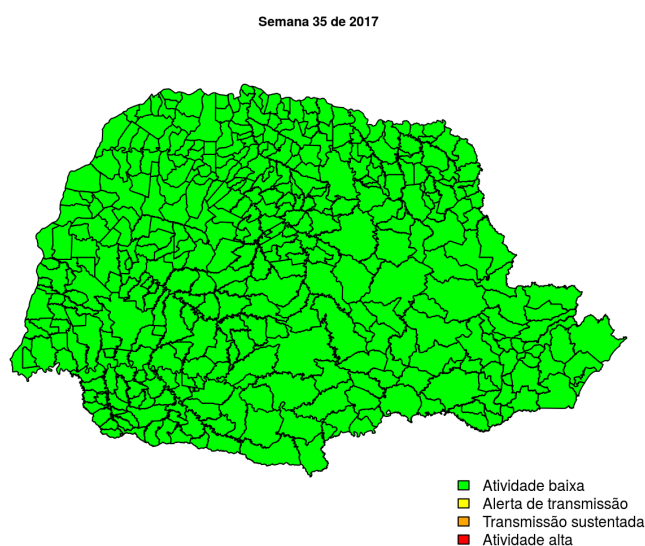 Semana 35 de 2017
Atividade baixa
Alerta de transmissão
Transmissão sustentada
Atividade alta